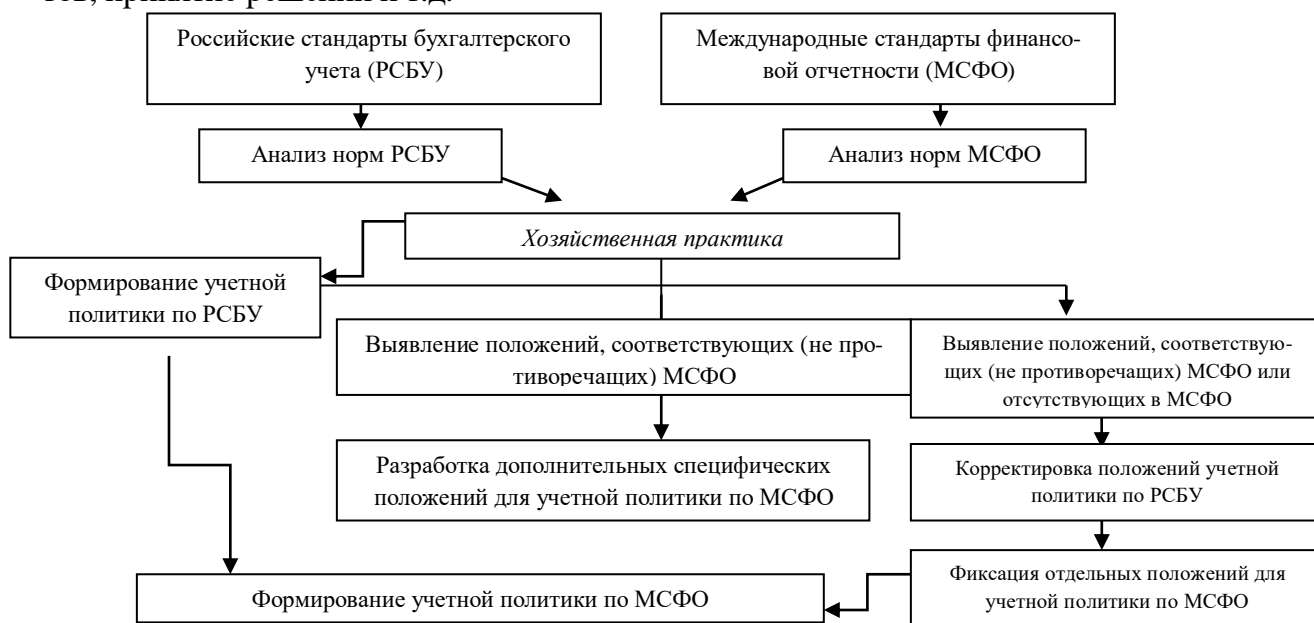 тов, принятие решений и т.д.
Российские стандарты бухгалтерского
учета (РСБУ)
Международные стандарты финансо-
вой отчетности (МСФО)
Анализ норм РСБУ
Анализ норм МСФО
Хозяйственная практика
Формирование учетной
политики по РСБУ
Выявление положений, соответствующих (не про-
тиворечащих) МСФО
Выявление положений, соответствую-
щих (не противоречащих) МСФО или
отсутствующих в МСФО
Разработка дополнительных специфических
положений для учетной политики по МСФО
Корректировка положений учетной
политики по РСБУ
Формирование учетной политики по МСФО
Фиксация отдельных положений для
учетной политики по МСФО